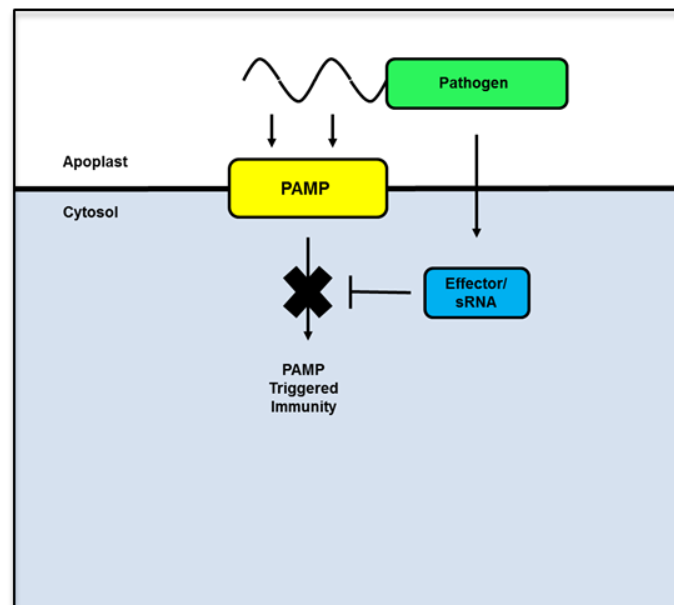 Pathogen
Apoplast
PAMP
Cytosol
Effector/
sRNA
PAMP
Triggered
Immunity